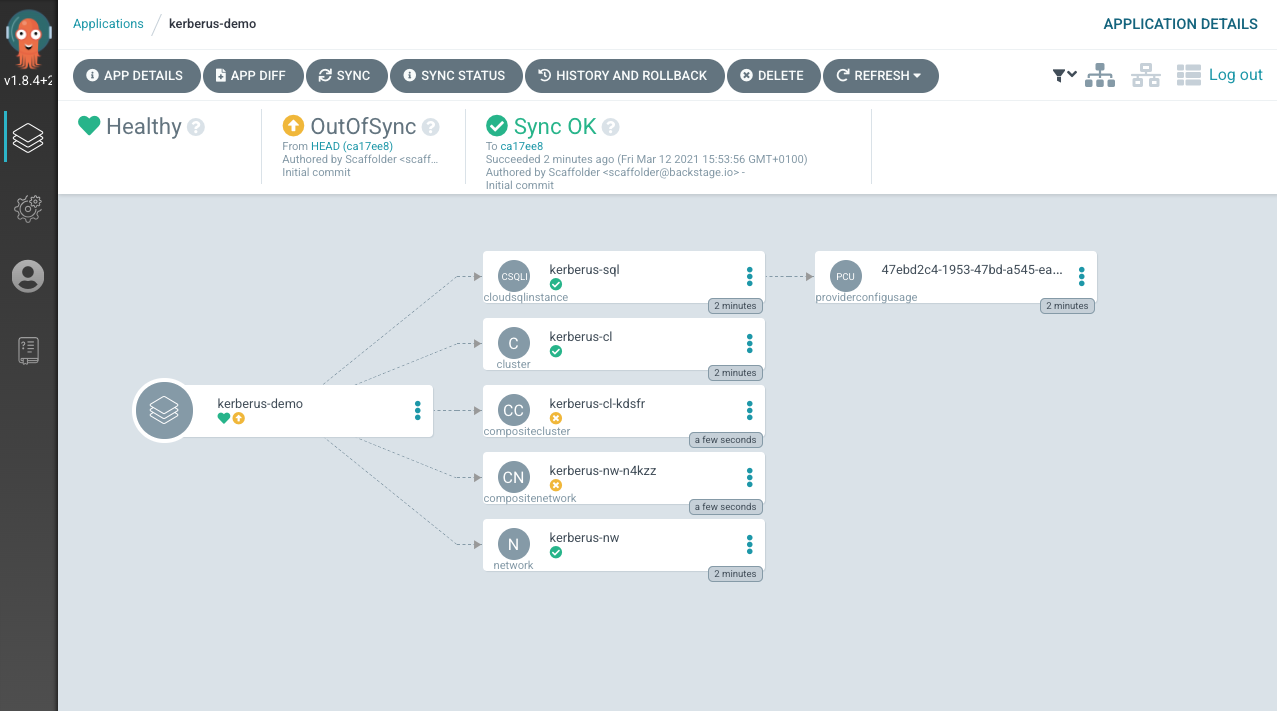 Applications / kerberus-demo
APPLICATION DETAILS
v1.8.4+2
APP DETAILS
APP DIFF
SYNC
SYNC STATUS
HISTORY AND ROLLBACK
DELETE
REFRESH
Log out
Healthy
OutOfSync
From HEAD (ca17ee8)
Authored by Scaffolder <scaff...
Initial commit
Sync OK
To ca17ee8
Succeeded 2 minutes ago (Fri Mar 12 2021 15:53:56 GMT+0100)
Authored by Scaffolder <scaffolder@backstage.io> -
Initial commit
kerberus-demo
CSQLI
kerberus-sql
cloudsqlinstance
2 minutes
PCU
47ebd2c4-1953-47bd-a545-ea...
providerconfigusage
2 minutes
C
kerberus-cl
cluster
2 minutes
CC
kerberus-cl-kdsfr
compositecluster
a few seconds
CN
kerberus-nw-n4kzz
compositenetwork
a few seconds
N
kerberus-nw
network
2 minutes